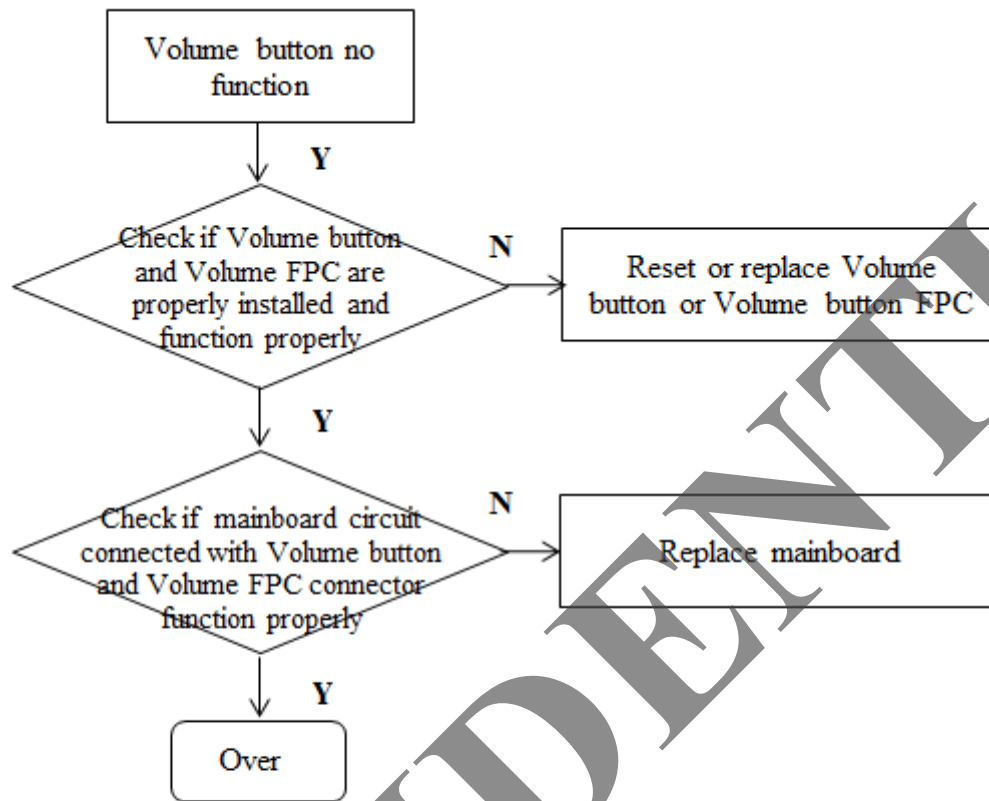 Volume button no
function
Y
Check if Volume button
and Volume FPC are
properly installed and
function properly
N
Reset or replace Volume
button or Volume button FPC
Y
Check if mainboard circuit
connected with Volume button
and Volume FPC connector
function properly
N
Replace mainboard
Y
Over